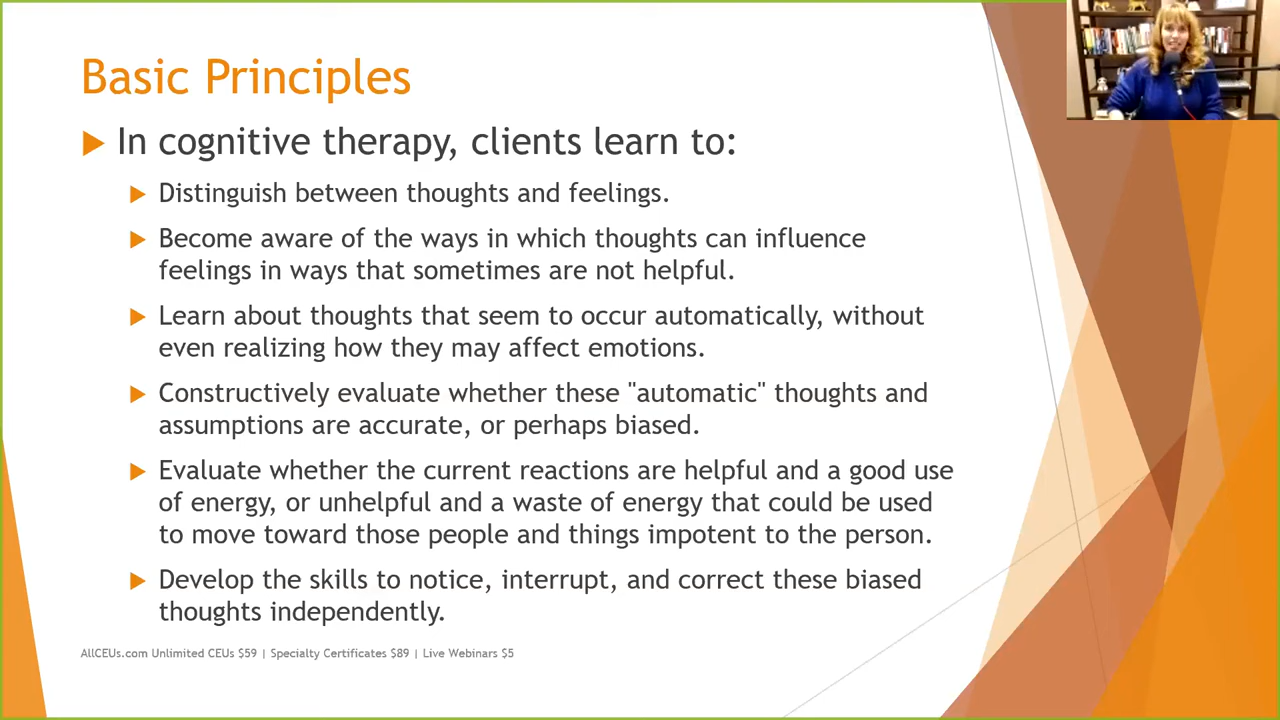 Basic Principles
In cognitive therapy, clients learn to:
Distinguish between thoughts and feelings.
Become aware of the ways in which thoughts can influence
feelings in ways that sometimes are not helpful.
Learn about thoughts that seem to occur automatically, without
even realizing how they may affect emotions.
Constructively evaluate whether these "automatic" thoughts and
assumptions are accurate, or perhaps biased.
Evaluate whether the current reactions are helpful and a good use
of energy, or unhelpful and a waste of energy that could be used
to move toward those people and things impotent to the person.
Develop the skills to notice, interrupt, and correct these biased
thoughts independently.
AllCEUs.com Unlimited CEUs $59 | Specialty Certificates $89 | Live Webinars $5